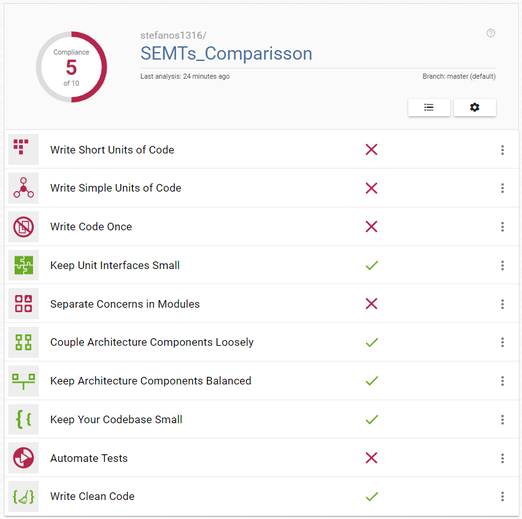 Compliance
5
of 10
stefanos1316/
SEMTs_Comparisson
Last analysis: 24 minutes ago
Branch: master (default)
Write Short Units of Code
Write Simple Units of Code
Write Code Once
Keep Unit Interfaces Small
Separate Concerns in Modules
Couple Architecture Components Loosely
Keep Architecture Components Balanced
Keep Your Codebase Small
Automate Tests
Write Clean Code